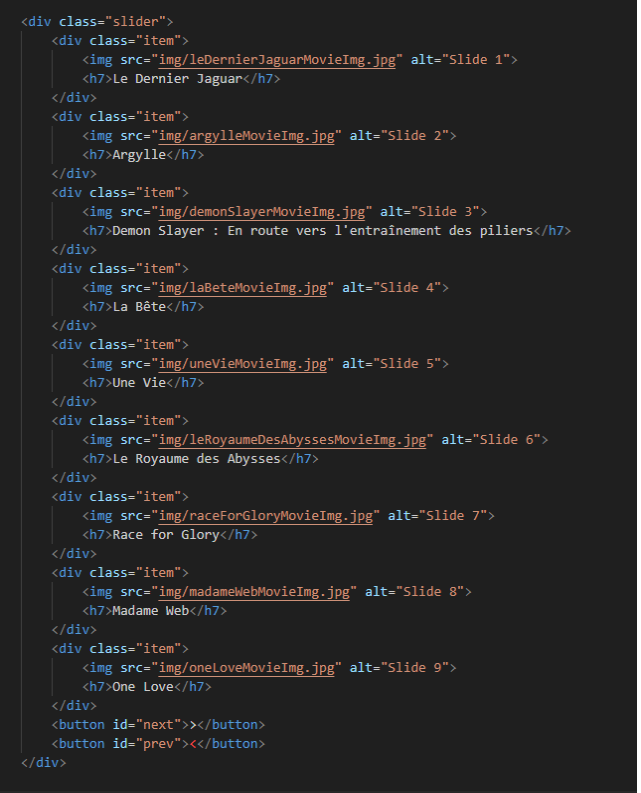 <div class="slider">
<div class="item">
<img src="img/leDernierJaguarMovieImg.jpg" alt="Slide 1">
<h7>Le Dernier Jaguar</h7>
</div>
<div class="item">
<img src="img/argylleMovieImg.jpg" alt="Slide 2">
<h7>Argylle</h7>
</div>
<div class="item">
<img src="img/demonSlayerMovieImg.jpg" alt="Slide 3">
<h7>Demon Slayer : En route vers l'entraînement des piliers</h7>
</div>
<div class="item">
<img src="img/laBeteMovieImg.jpg" alt="Slide 4">
<h7>La Bête</h7>
</div>
<div class="item">
<img src="img/uneVieMovieImg.jpg" alt="Slide 5">
<h7>Une Vie</h7>
</div>
<div class="item">
<img src="img/leRoyaumeDesAbyssesMovieImg.jpg" alt="Slide 6">
<h7>Le Royaume des Abysses</h7>
</div>
<div class="item">
<img src="img/raceForGloryMovieImg.jpg" alt="Slide 7">
<h7>Race for Glory</h7>
</div>
<div class="item">
<img src="img/madameWebMovieImg.jpg" alt="Slide 8">
<h7>Madame Web</h7>
</div>
<div class="item">
<img src="img/oneLoveMovieImg.jpg" alt="Slide 9">
<h7>One Love</h7>
</div>
<button id="next">></button>
<button id="prev"><</button>
</div>